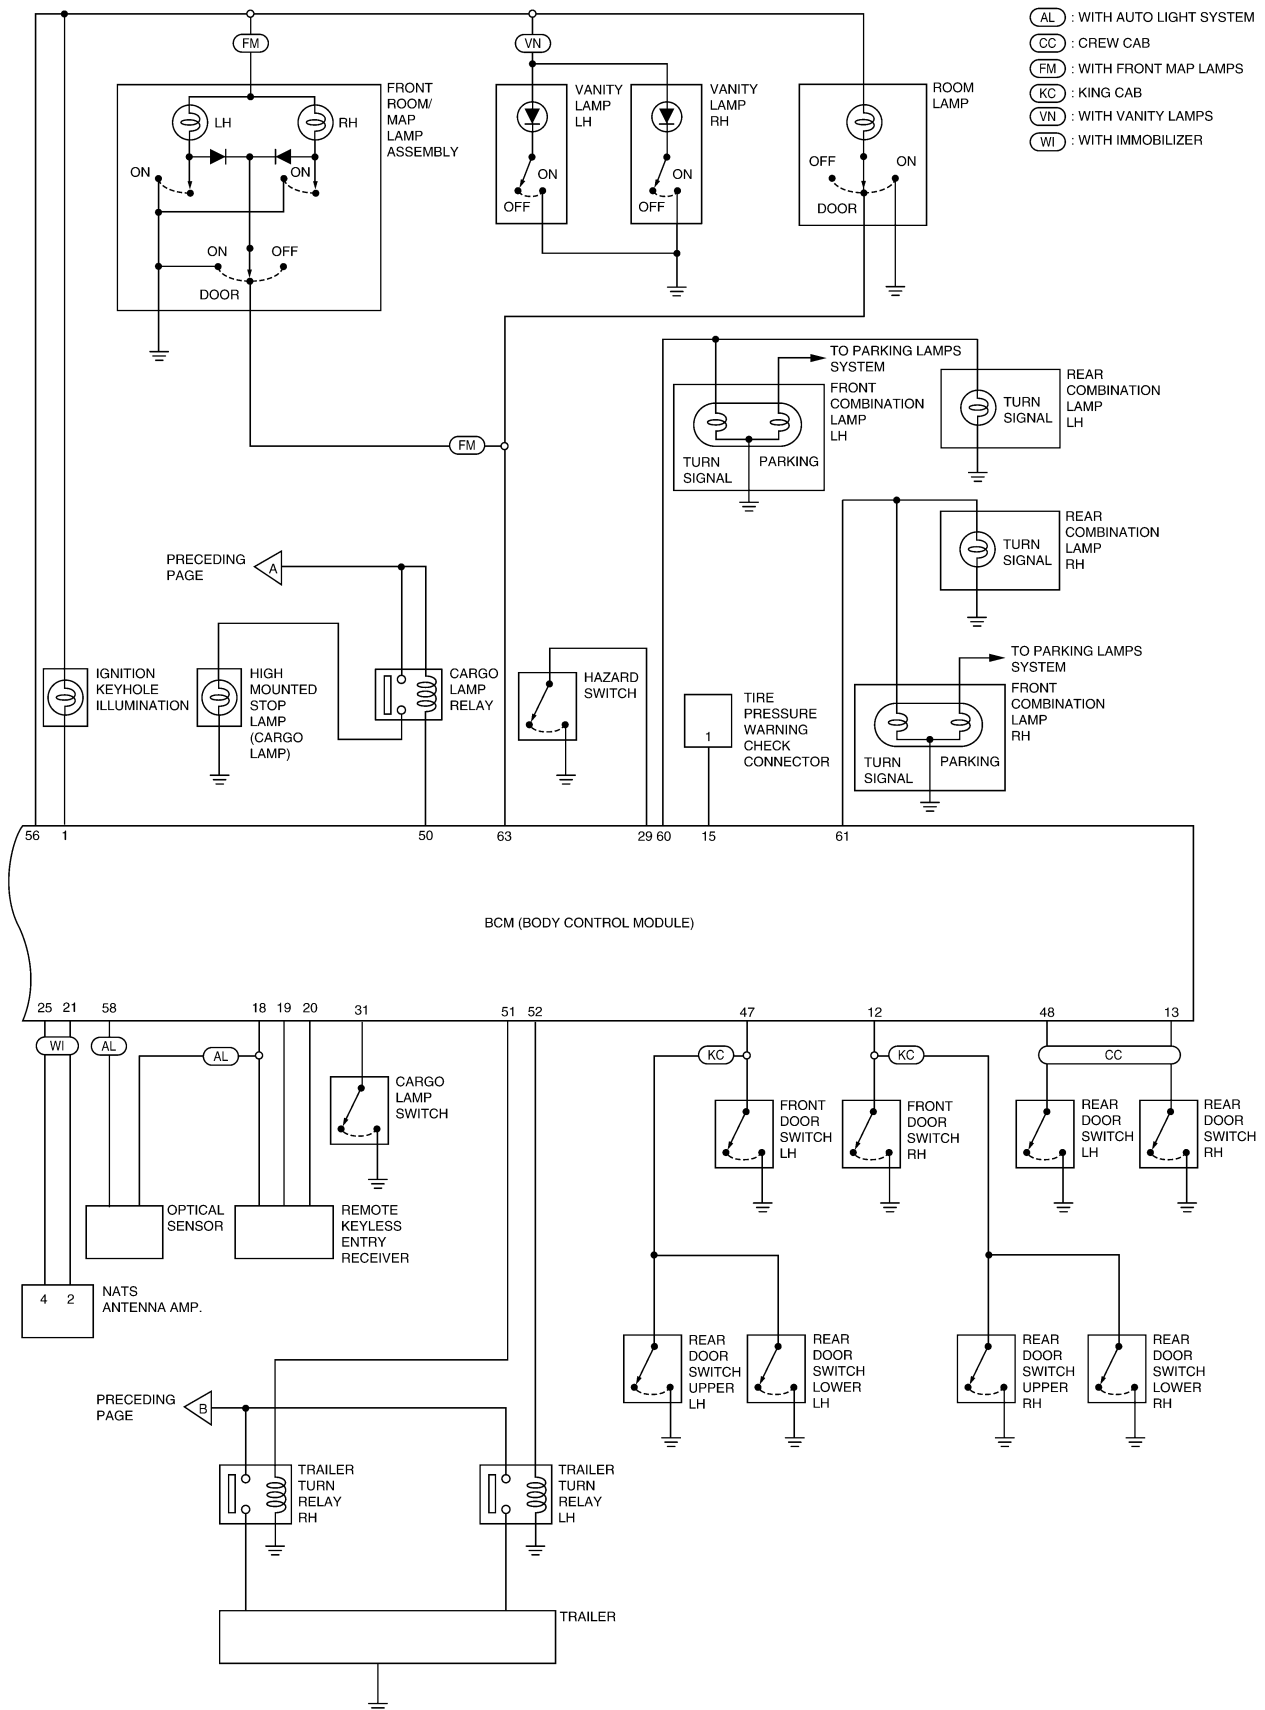 AL : WITH AUTO LIGHT SYSTEM
CC : CREW CAB
FM : WITH FRONT MAP LAMPS
KC : KING CAB
VN : WITH VANITY LAMPS
WI : WITH IMMOBILIZER
FM
VN
FRONT
ROOM/
MAP
LAMP
ASSEMBLY
LH
RH
ON
ON
ON
OFF
DOOR
VANITY
LAMP
LH
ON
OFF
VANITY
LAMP
RH
ON
OFF
ROOM
LAMP
OFF
ON
DOOR
FM
TO PARKING LAMPS
SYSTEM
FRONT
COMBINATION
LAMP
LH
TURN
SIGNAL
PARKING
REAR
COMBINATION
LAMP
LH
TURN
SIGNAL
REAR
COMBINATION
LAMP
RH
TURN
SIGNAL
TO PARKING LAMPS
SYSTEM
FRONT
COMBINATION
LAMP
RH
TURN
SIGNAL
PARKING
PRECEDING
PAGE
A
IGNITION
KEYHOLE
ILLUMINATION
HIGH
MOUNTED
STOP
LAMP
(CARGO
LAMP)
CARGO
LAMP
RELAY
HAZARD
SWITCH
TIRE
PRESSURE
WARNING
CHECK
CONNECTOR
1
56 1 50 63 29 60 15 61
BCM (BODY CONTROL MODULE)
25 21 58 18 19 20 31 51 52 47 12 48 13
WI
AL
AL
KC
KC
CC
CARGO
LAMP
SWITCH
FRONT
DOOR
SWITCH
LH
FRONT
DOOR
SWITCH
RH
REAR
DOOR
SWITCH
LH
REAR
DOOR
SWITCH
RH
OPTICAL
SENSOR
REMOTE
KEYLESS
ENTRY
RECEIVER
4 2
NATS
ANTENNA AMP.
REAR
DOOR
SWITCH
UPPER
LH
REAR
DOOR
SWITCH
LOWER
LH
REAR
DOOR
SWITCH
UPPER
RH
REAR
DOOR
SWITCH
LOWER
RH
PRECEDING
PAGE
B
TRAILER
TURN
RELAY
RH
TRAILER
TURN
RELAY
LH
TRAILER